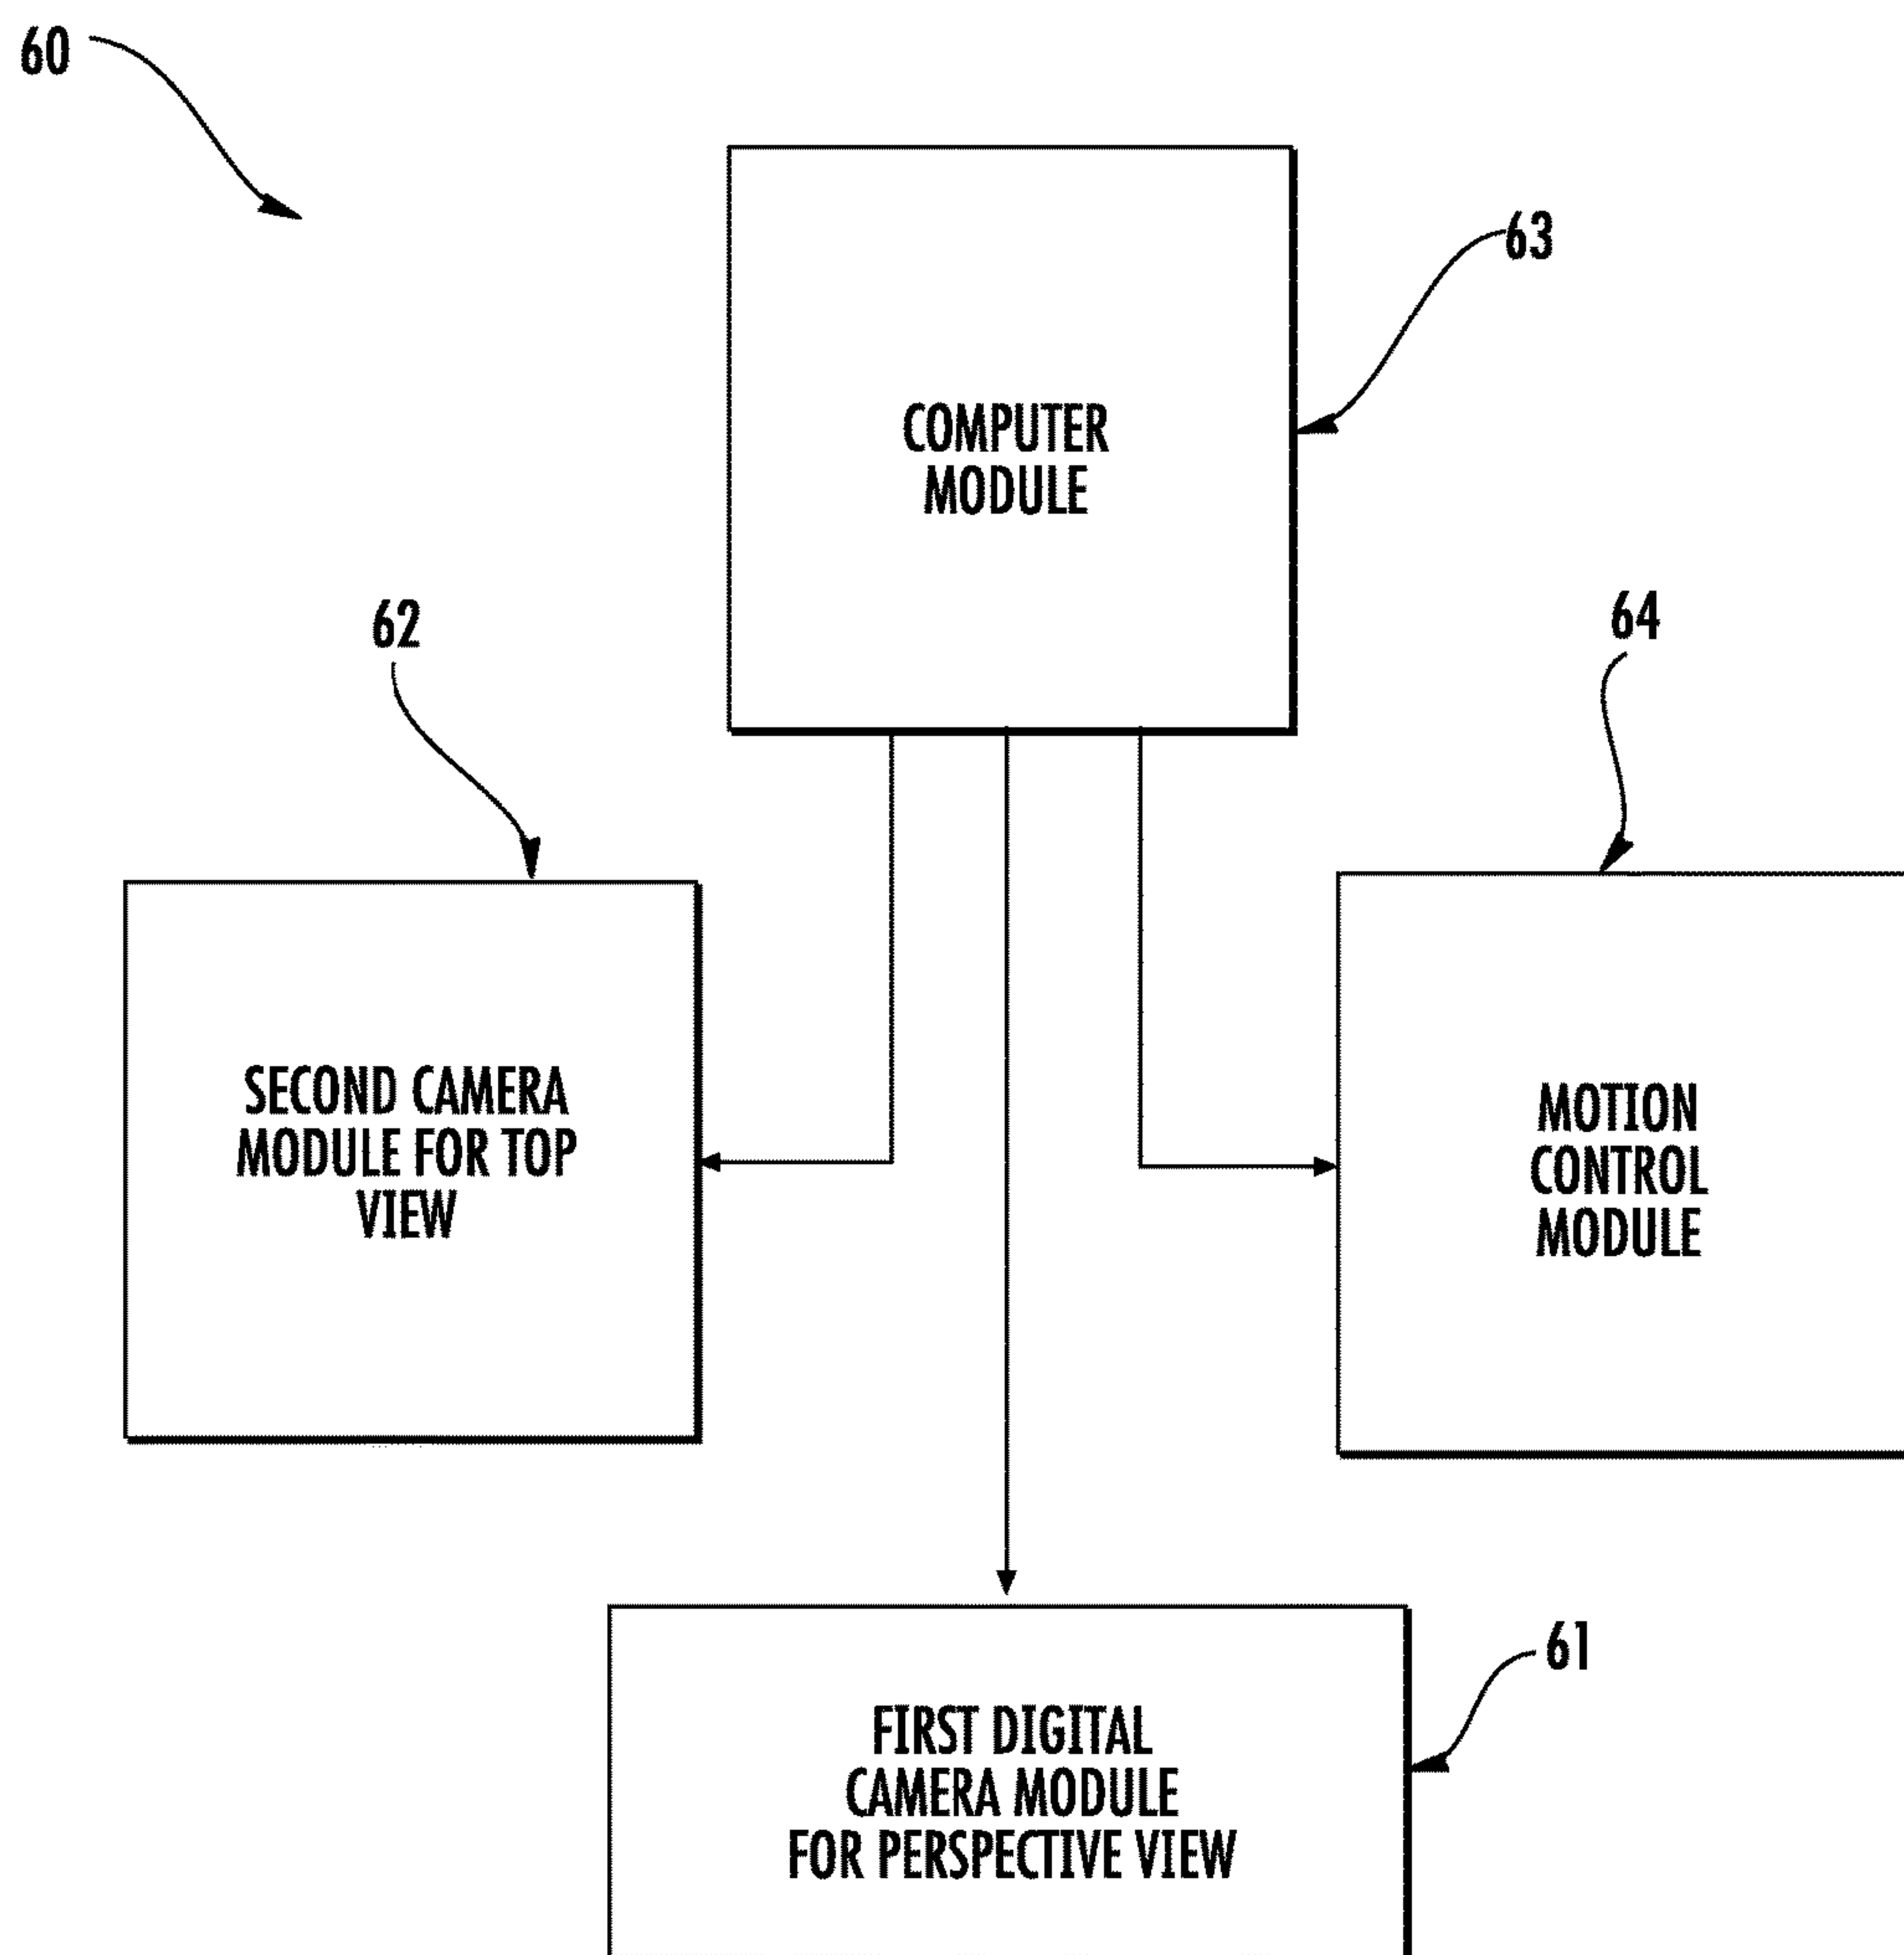 60
63
COMPUTER
MODULE
62
64
SECOND CAMERA
MODULE FOR TOP
VIEW
MOTION
CONTROL
MODULE
61
FIRST DIGITAL
CAMERA MODULE
FOR PERSPECTIVE VIEW